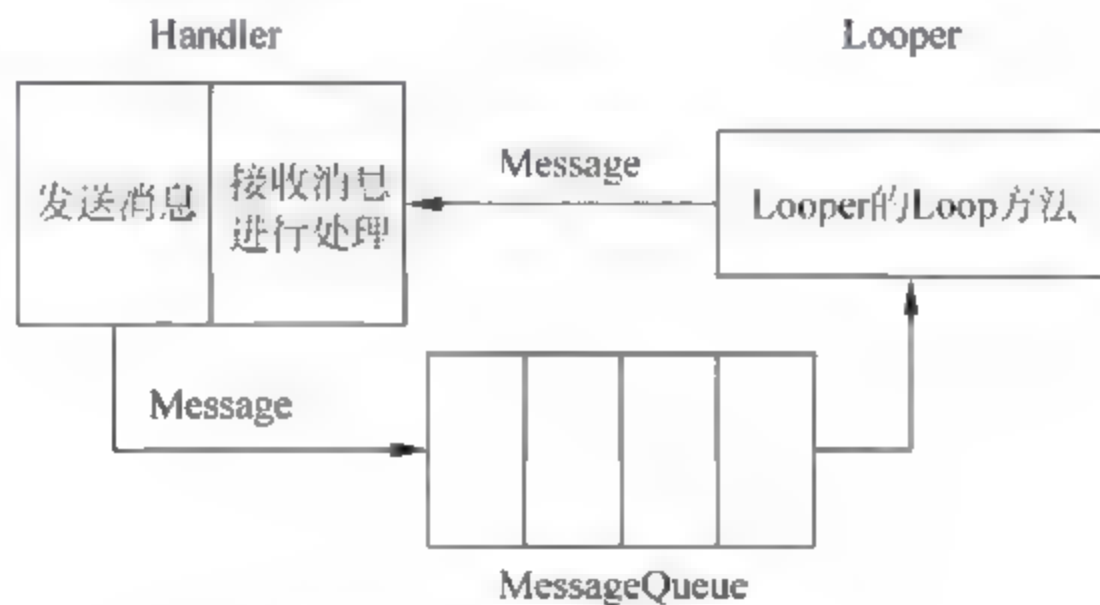 Handler
Looper
发送消息
接收消息
进行处理
Message
Looper的Loop方法
Message
MessageQueue